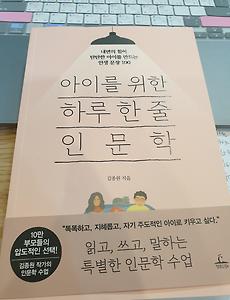 내면의 힘이
탄탄한 아이를 만드는
인생 문장 100
아이를 위한
하루 한 줄
인문학
김종원 지음
“똑똑하고, 지혜롭고, 자기 주도적인 아이로 키우고 싶다.”
10만
부모들의
압도적인 선택!
김종원 작가의
인문학 수업
읽고, 쓰고, 말하는
특별한 인문학 수업